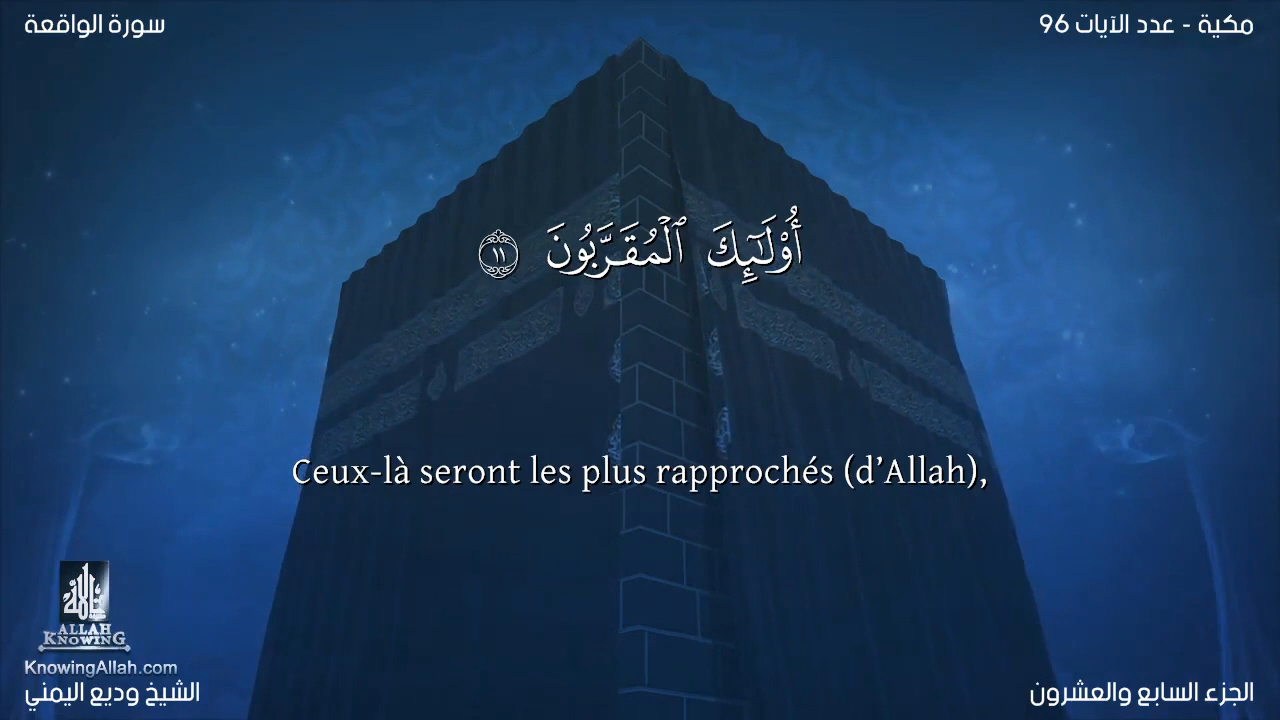 سورة الواقعة
مكية - عدد الآيات 96
أُوْلَـٰٓئِكَ ٱلْمُقَرَّبُونَ ١١
Ceux-là seront les plus rapprochés (d’Allah),
ALLAH
KNOWING
KnowingAllah.com
الشيخ وديع اليمني
الجزء السابع والعشرون